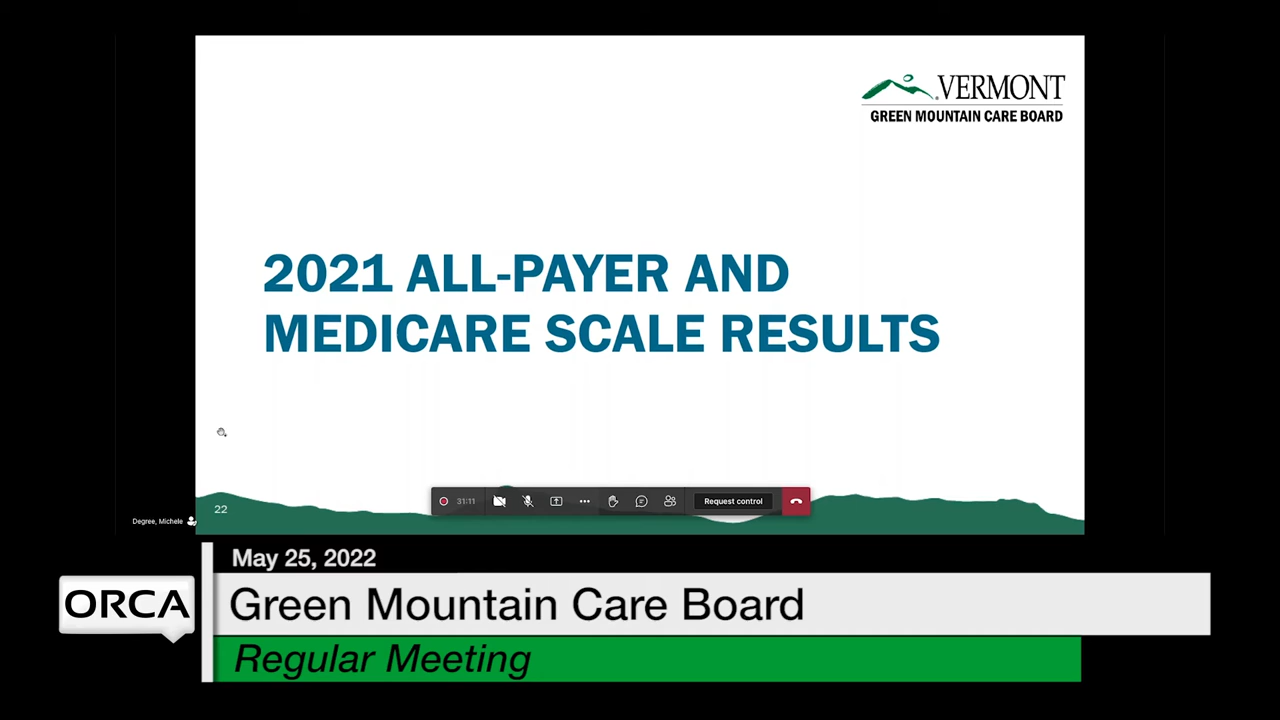 VERMONT
GREEN MOUNTAIN CARE BOARD
2021 ALL-PAYER AND
MEDICARE SCALE RESULTS
31:11
Request control
22
Degree, Michele
May 25, 2022
ORCA
Green Mountain Care Board
Regular Meeting